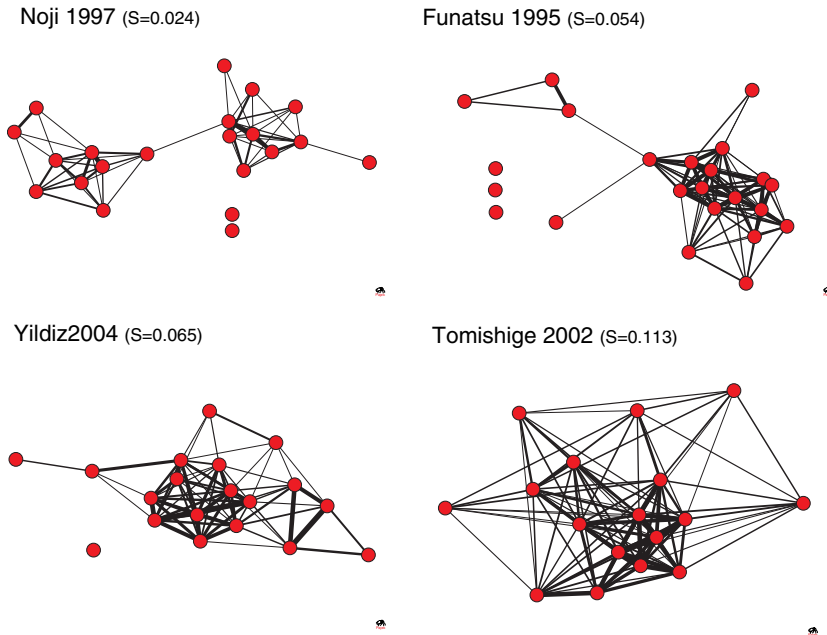 Noji 1997 (S=0.024)
Funatsu 1995 (S=0.054)
Yildiz2004 (S=0.065)
Tomishige 2002 (S=0.113)